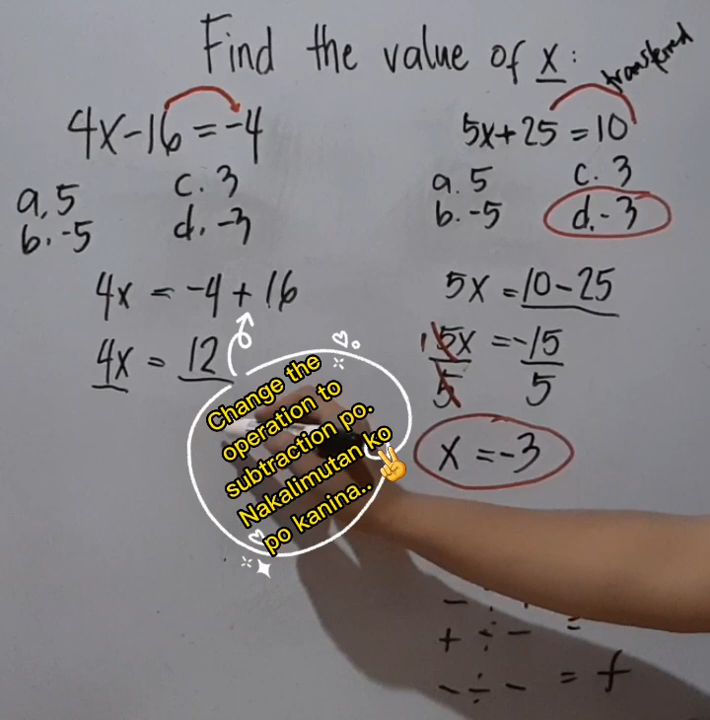 Find the value of x:
transferred
4x-16=-4
a. 5
c. 3
b. -5
d. -3
4x = -4+16
4x = 12
5x+25=10
a. 5
c. 3
b. -5
d. -3
5x = 10-25
15x = -15
5 5
x = -3
Change the
operation to
subtraction po.
Nakalimutan ko
po kanina..
+ ÷ -
- ÷ - = +